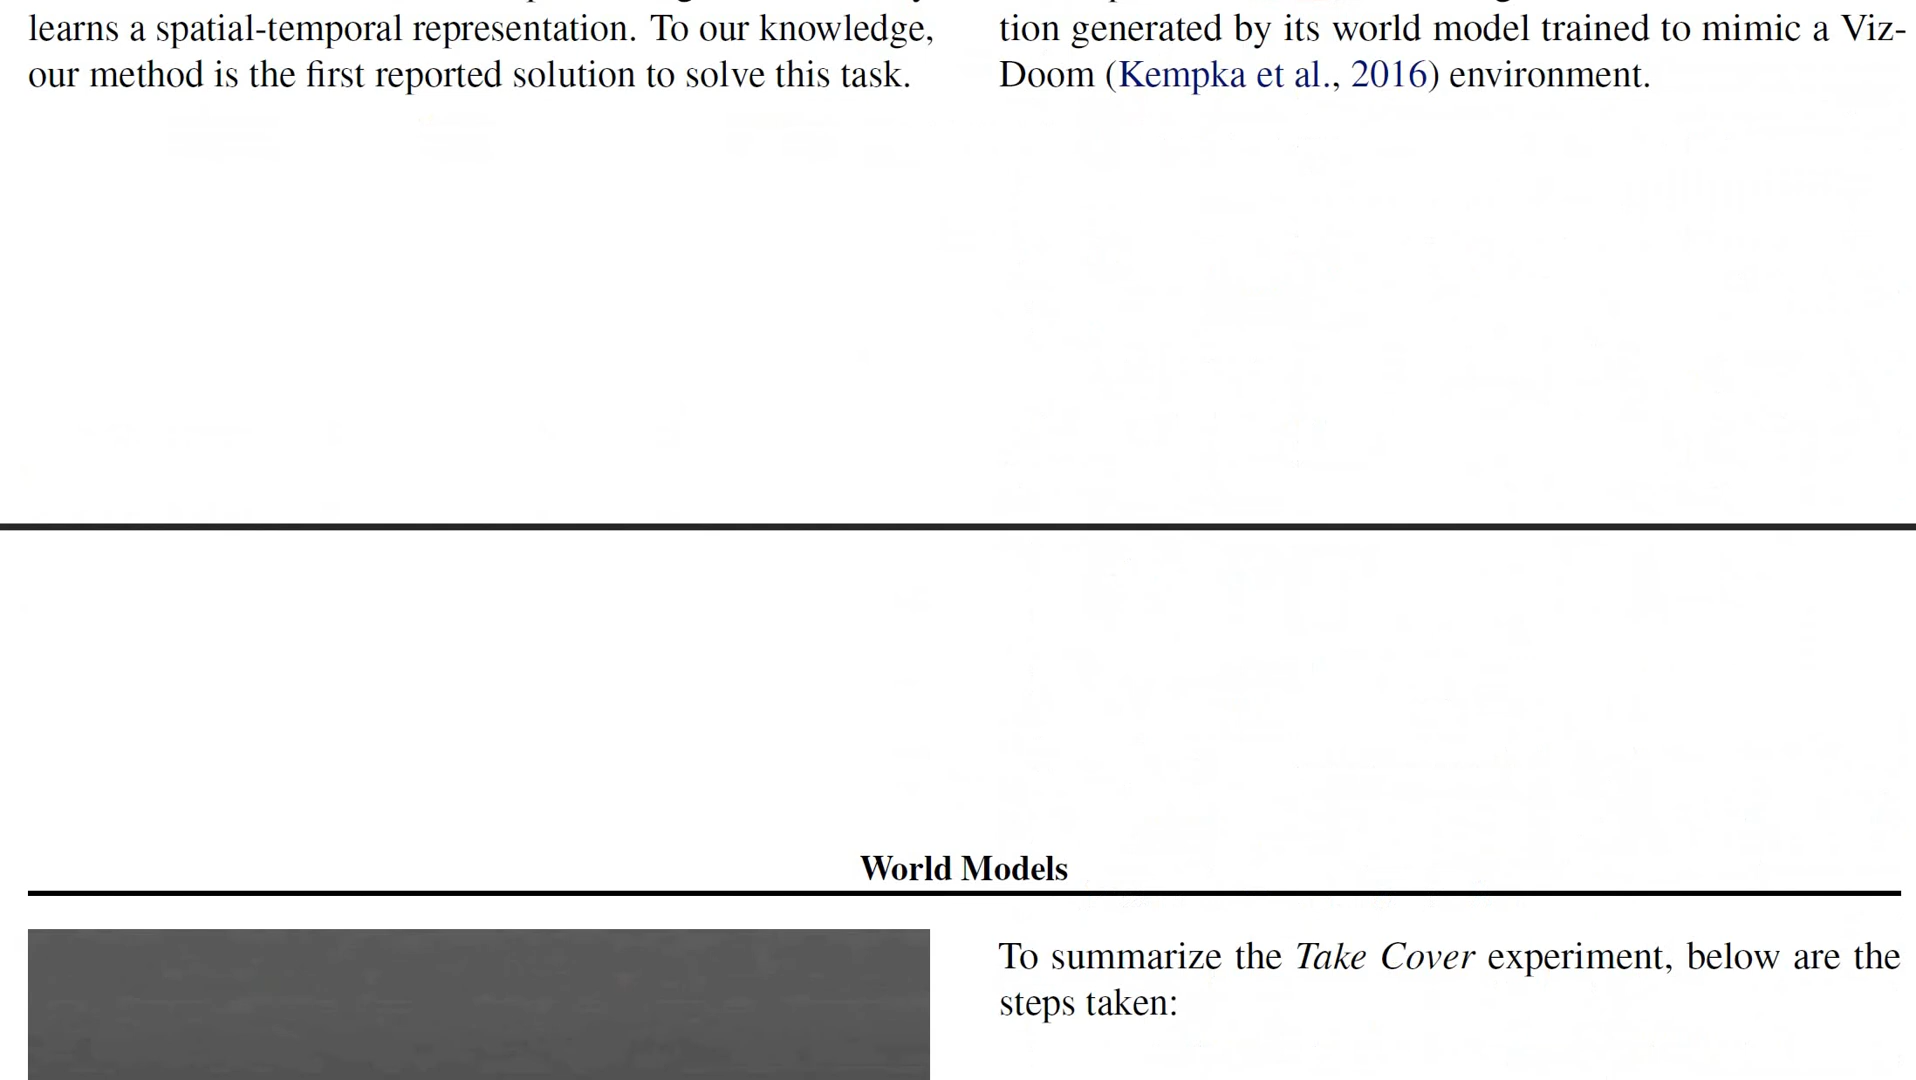 learns a spatial-temporal representation. To our knowledge,
our method is the first reported solution to solve this task.
tion generated by its world model trained to mimic a Viz-
Doom (Kempka et al., 2016) environment.
World Models
To summarize the Take Cover experiment, below are the
steps taken: